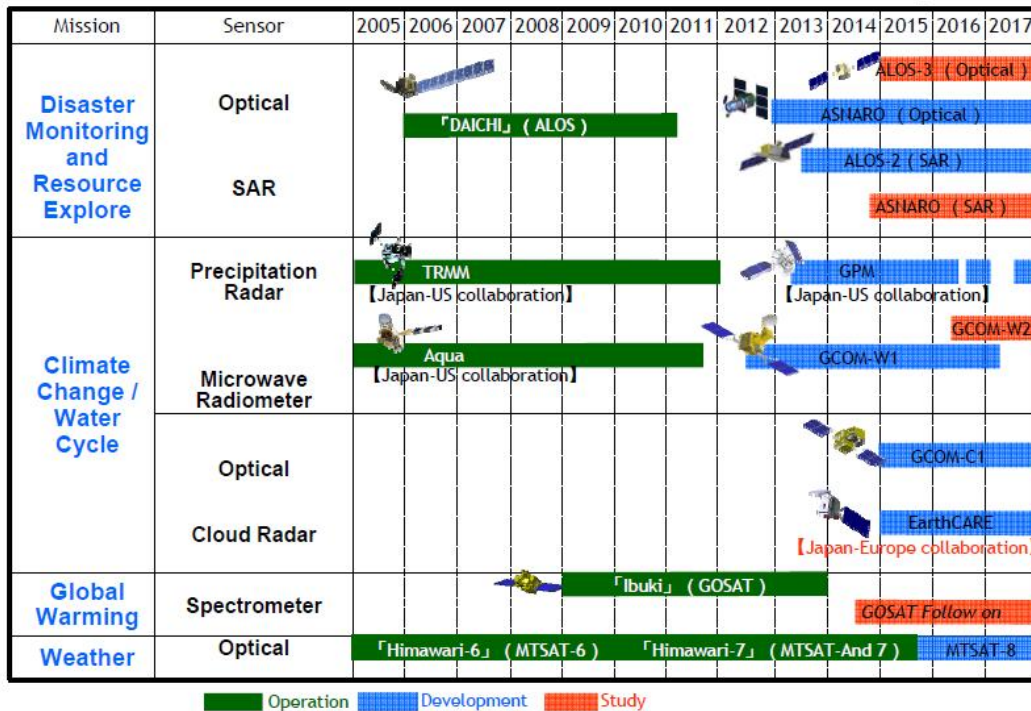 Mission Sensor 2005 2006 2007 2008 2009 2010 2011 2012 2013 2014 2015 2016 2017
Disaster
Monitoring
and
Resource
Explore
Optical
SAR
ALOS-3 ( Optical )
ASNARO ( Optical )
「DAICHI」 ( ALOS )
ALOS-2 ( SAR )
ASNARO ( SAR )
Climate
Change /
Water
Cycle
Precipitation
Radar
TRMM
【Japan-US collaboration】
GPM
【Japan-US collaboration】
GCOM-W2
Microwave
Radiometer
Aqua
【Japan-US collaboration】
GCOM-W1
Optical
GCOM-C1
Cloud Radar
EarthCARE
【Japan-Europe collaboration】
Global
Warming
Spectrometer
「Ibuki」 ( GOSAT )
GOSAT Follow on
Weather
Optical
「Himawari-6」 ( MTSAT-6 ) 「Himawari-7」 ( MTSAT-And 7 )
MTSAT-8
Operation Development Study